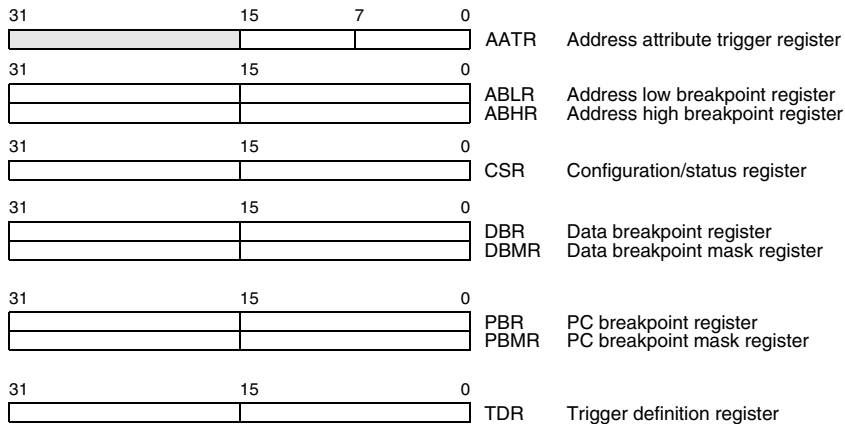 31 15 7 0
AATR Address attribute trigger register
31 15 0
ABLR Address low breakpoint register
ABHR Address high breakpoint register
31 15 0
CSR Configuration/status register
31 15 0
DBR Data breakpoint register
DBMR Data breakpoint mask register
31 15 0
PBR PC breakpoint register
PBMR PC breakpoint mask register
31 15 0
TDR Trigger definition register